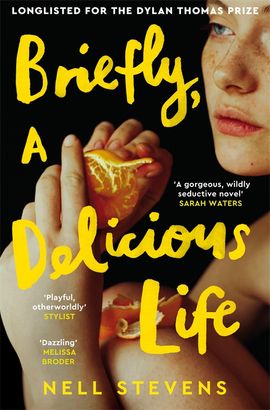 LONGLISTED FOR THE DYLAN THOMAS PRIZE
Briefly,
A
Delicious
Life
'A gorgeous, wildly
seductive novel'
SARAH WATERS
'Playful,
otherworldly'
STYLIST
'Dazzling'
MELISSA
BRODER
NELL STEVENS